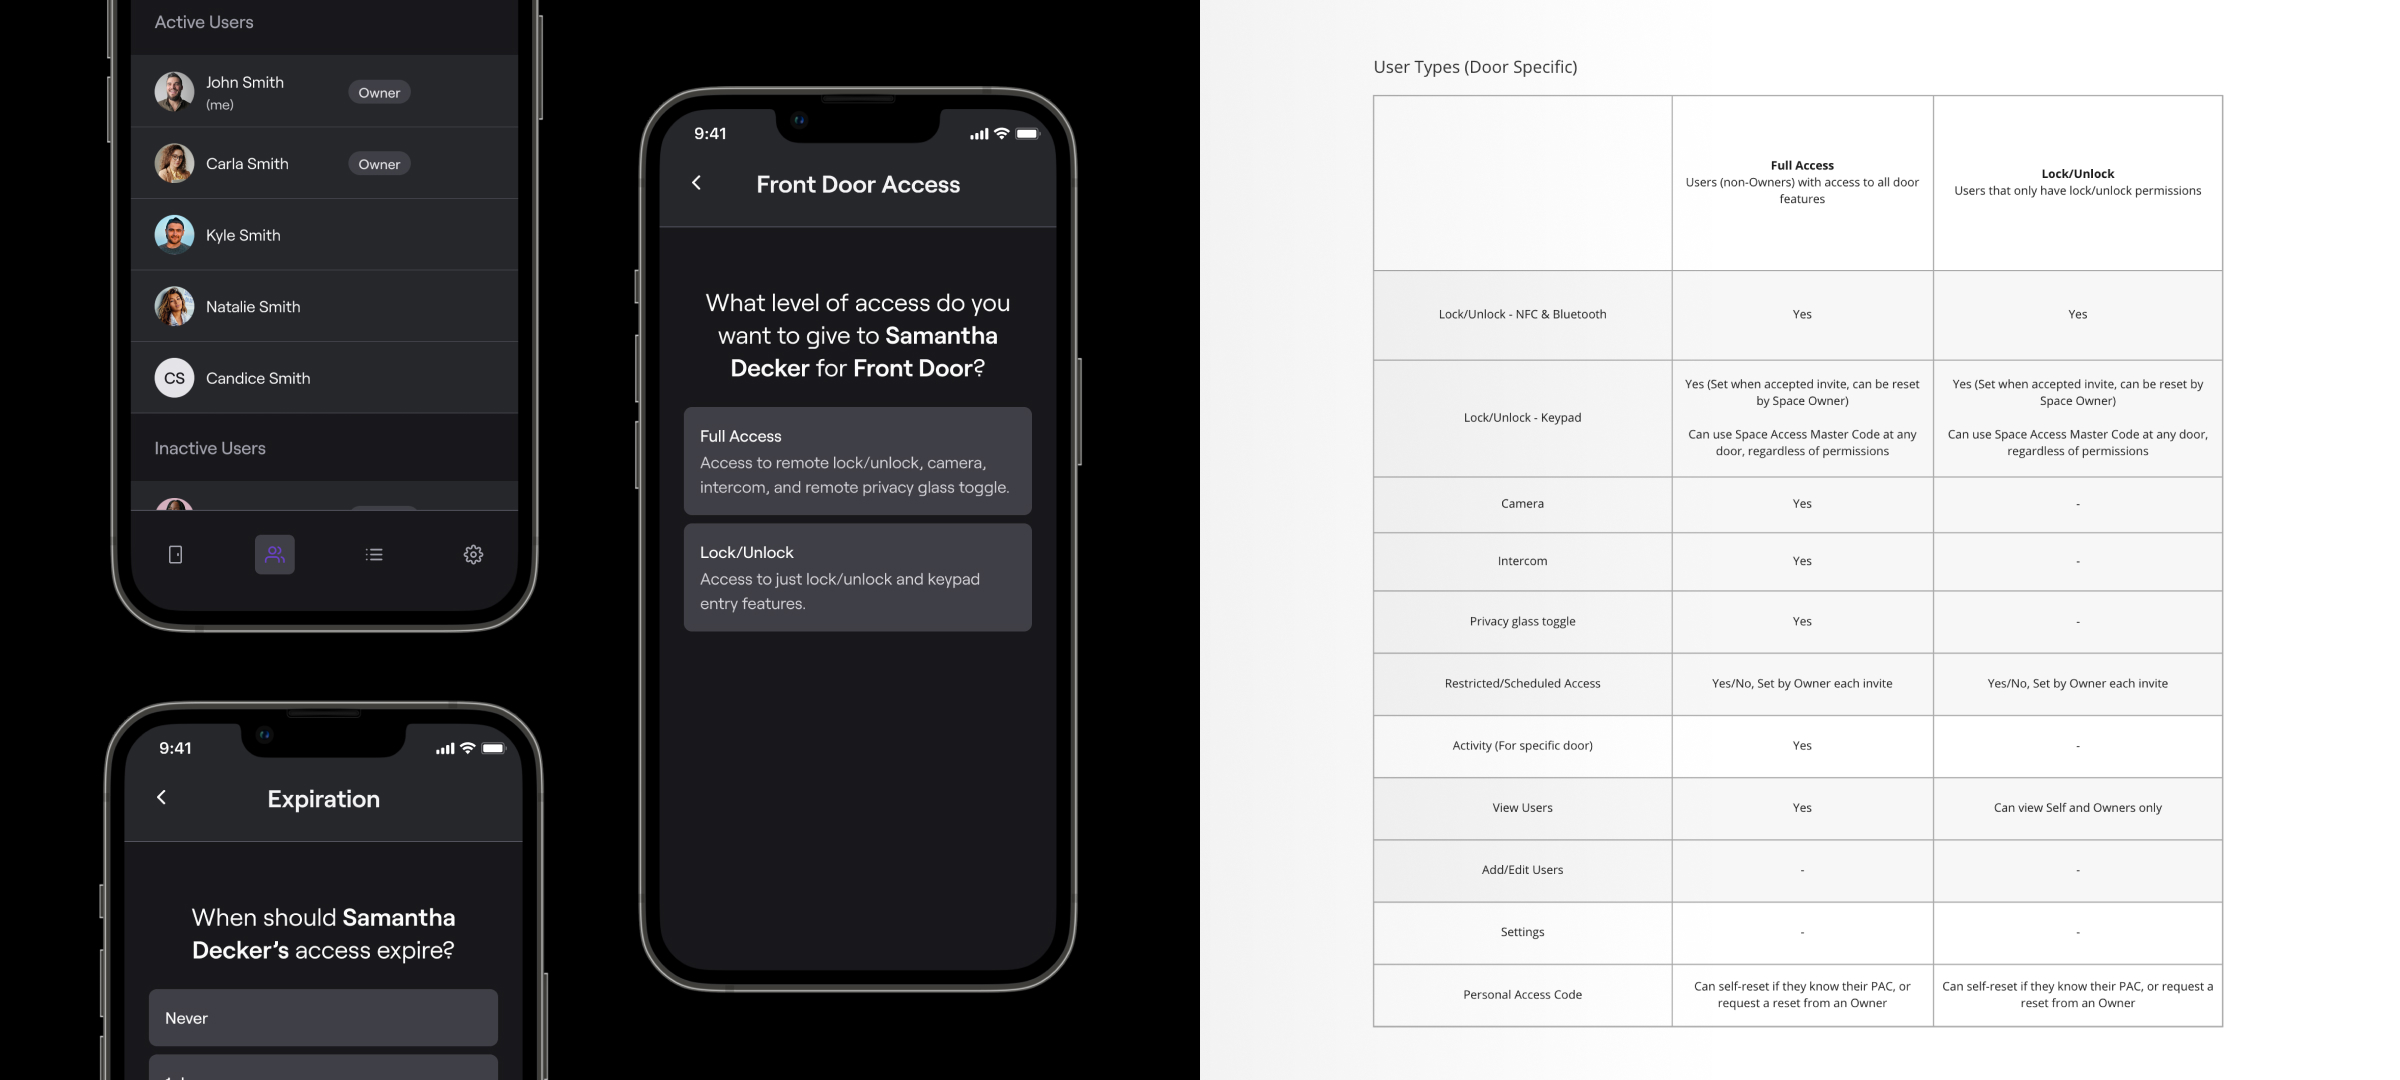 Active Users
John Smith
(me)
Owner
Carla Smith
Owner
Kyle Smith
Natalie Smith
CS
Candice Smith
Inactive Users
9:41
Expiration
When should Samantha
Decker's access expire?
Never
9:41
Front Door Access
What level of access do you
want to give to Samantha
Decker for Front Door?
Full Access
Access to remote lock/unlock, camera,
intercom, and remote privacy glass toggle.
Lock/Unlock
Access to just lock/unlock and keypad
entry features.
User Types (Door Specific)
Full Access
Users (non-Owners) with access to all door
features
Lock/Unlock
Users that only have lock/unlock permissions
Lock/Unlock - NFC & Bluetooth
Yes
Yes
Lock/Unlock - Keypad
Yes (Set when accepted invite, can be reset
by Space Owner)
Can use Space Access Master Code at any
door, regardless of permissions
Yes (Set when accepted invite, can be reset by
Space Owner)
Can use Space Access Master Code at any door,
regardless of permissions
Camera
Yes
-
Intercom
Yes
-
Privacy glass toggle
Yes
-
Restricted/Scheduled Access
Yes/No, Set by Owner each invite
Yes/No, Set by Owner each invite
Activity (For specific door)
Yes
-
View Users
Yes
Can view Self and Owners only
Add/Edit Users
-
-
Settings
-
-
Personal Access Code
Can self-reset if they know their PAC, or
request a reset from an Owner
Can self-reset if they know their PAC, or request a
reset from an Owner